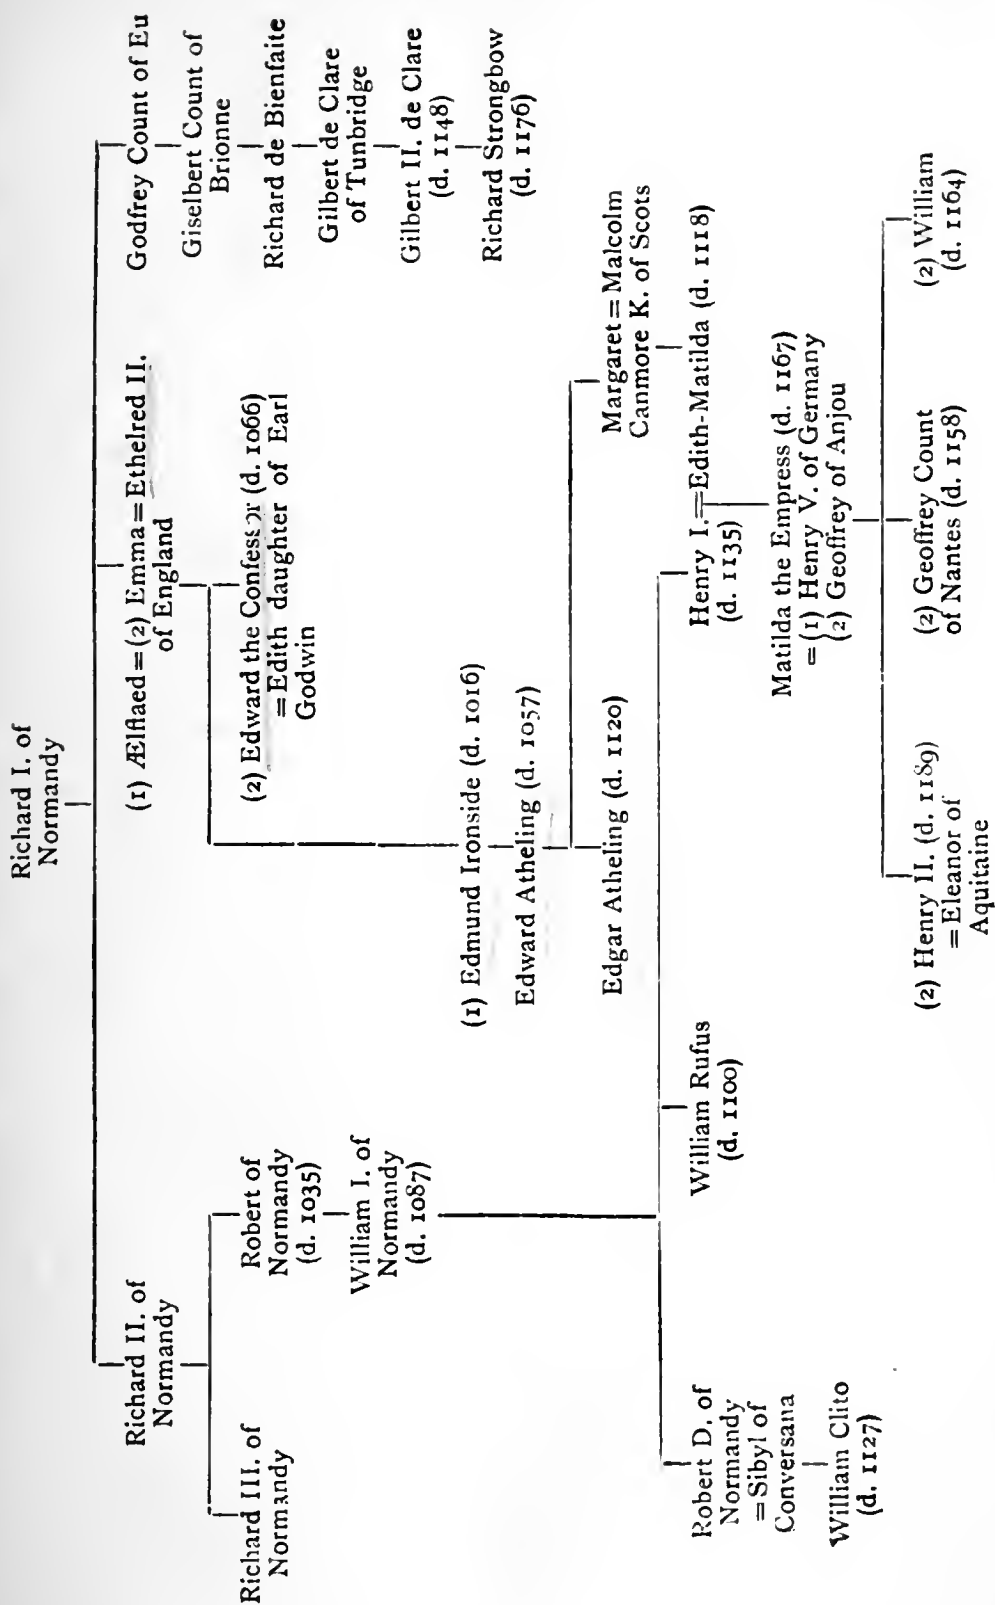 Richard I. of
Normandy
Richard II. of
Normandy
(1) Ælflaed = (2) Emma = Ethelred II.
of England
Godfrey Count of Eu
Giselbert Count of
Brionne
Richard de Bienfaite
Gilbert de Clare
of Tunbridge
Gilbert II. de Clare
(d. 1148)
Richard Strongbow
(d. 1176)
Richard III. of
Normandy
Robert of
Normandy
(d. 1035)
William I. of
Normandy
(d. 1087)
(2) Edward the Confessor (d. 1066)
= Edith daughter of Earl
Godwin
(1) Edmund Ironside (d. 1016)
Edward Atheling (d. 1057)
Edgar Atheling (d. 1120)
Margaret = Malcolm
Canmore K. of Scots
Robert D. of
Normandy
= Sibyl of
Conversana
William Clito
(d. 1127)
William Rufus
(d. 1100)
Henry I. = Edith-Matilda (d. 1118)
(d. 1135)
Matilda the Empress (d. 1167)
= (1) Henry V. of Germany
(2) Geoffrey of Anjou
(2) Henry II. (d. 1189)
= Eleanor of
Aquitaine
(2) Geoffrey Count
of Nantes (d. 1158)
(2) William
(d. 1164)